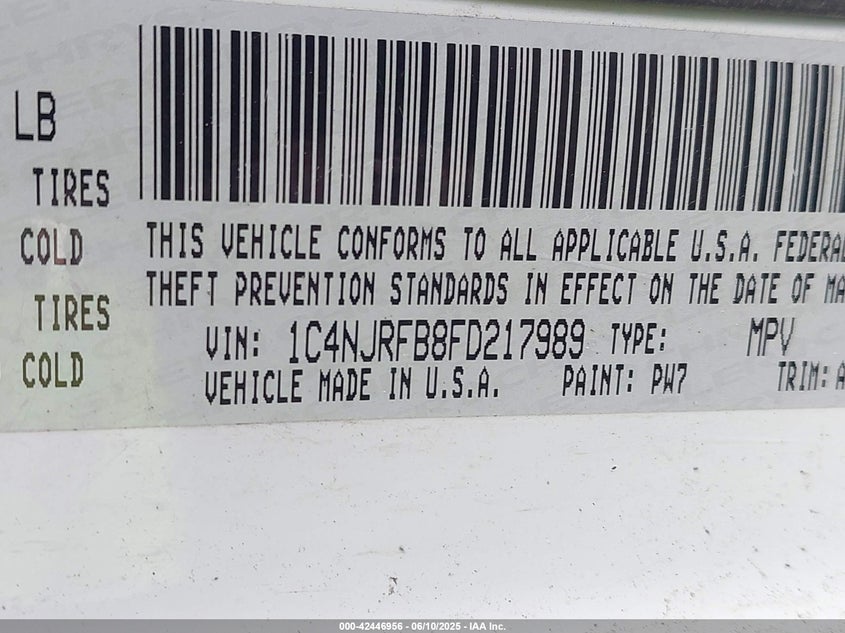 LB
TIRES
COLD
TIRES
COLD
THIS VEHICLE CONFORMS TO ALL APPLICABLE U.S.A. FEDERAL
THEFT PREVENTION STANDARDS IN EFFECT ON THE DATE OF MA
VIN: 1C4NJRFB8FD217989 TYPE: MPV
VEHICLE MADE IN U.S.A. PAINT: PW7 TRIM: A
000-42446956 - 06/10/2025 - IAA Inc.